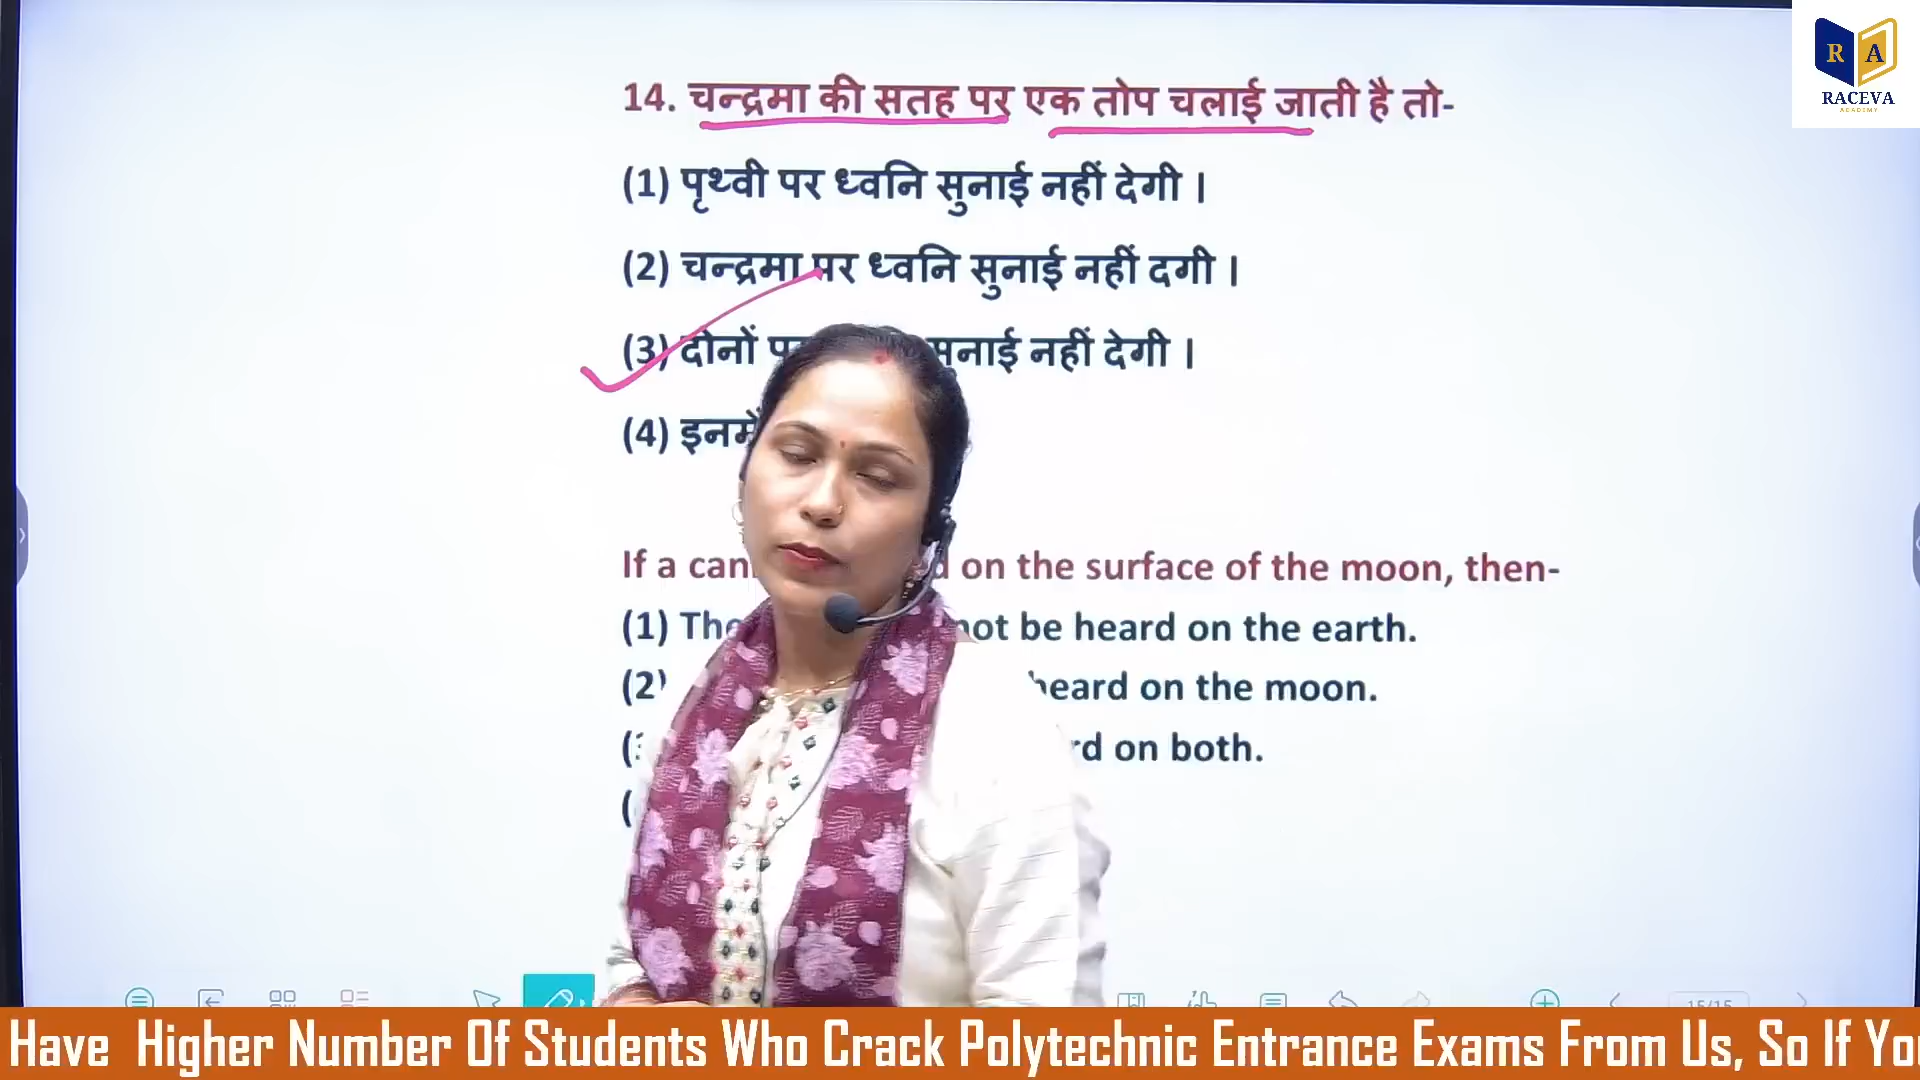 14. चन्द्रमा की सतह पर एक तोप चलाई जाती है तो-
(1) पृथ्वी पर ध्वनि सुनाई नहीं देगी ।
(2) चन्द्रमा पर ध्वनि सुनाई नहीं दगी ।
(3) दोनों सुनाई नहीं देगी ।
(4)
If a on the surface of the moon, then-
(1) not be heard on the earth.
(2) heard on the moon.
on both.
R A
RACEVA
ACADEMY
15/15
Have Higher Number Of Students Who Crack Polytechnic Entrance Exams From Us, So If